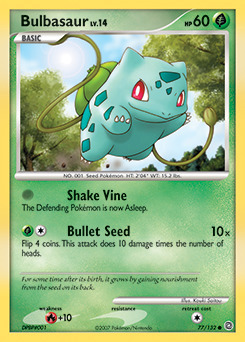 Bulbasaur LV.14 HP 60
BASIC
NO. 001 Seed Pokémon. HT: 2'04" WT: 15.2 lbs.
Shake Vine
The Defending Pokémon is now Asleep.
Bullet Seed 10x
Flip 4 coins. This attack does 10 damage times the number of
heads.
For some time after its birth, it grows by gaining nourishment
from the seed on its back.
Illus. Kouki Saitou
DPBP#001 weakness resistance retreat cost
+10 77/132
©2007 Pokémon/Nintendo